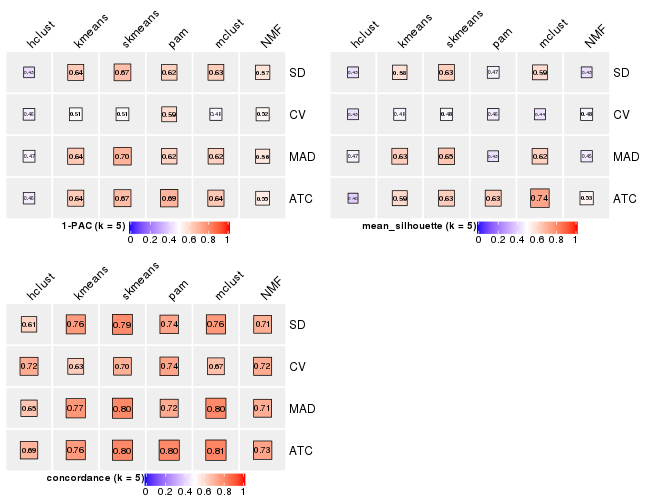 hclust kmeans skmeans pam mclust NMF
0.64 0.67 0.62 0.63 0.57 SD
0.51 0.51 0.59 0.52 CV
0.47 0.64 0.70 0.62 0.62 0.56 MAD
0.64 0.67 0.69 0.64 0.55 ATC
1-PAC (k = 5)
0 0.2 0.4 0.6 0.8 1
hclust kmeans skmeans pam mclust NMF
0.56 0.63 0.47 0.59 SD
0.48 0.44 0.48 CV
0.47 0.63 0.65 0.62 MAD
0.59 0.63 0.63 0.74 0.53 ATC
mean_silhouette (k = 5)
0 0.2 0.4 0.6 0.8 1
hclust kmeans skmeans pam mclust NMF
0.61 0.76 0.79 0.74 0.76 0.71 SD
0.72 0.63 0.70 0.74 0.67 0.72 CV
0.65 0.77 0.80 0.72 0.80 0.71 MAD
0.69 0.76 0.80 0.80 0.81 0.73 ATC
concordance (k = 5)
0 0.2 0.4 0.6 0.8 1